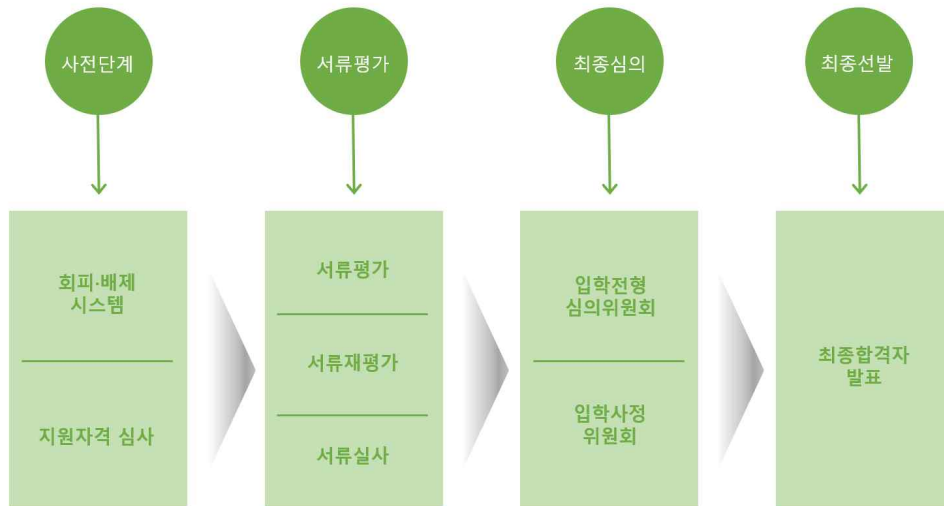 사전단계
서류평가
최종심의
최종선발
회피·배제
시스템
지원자격 심사
서류평가
서류재평가
서류실사
입학전형
심의위원회
입학사정
위원회
최종합격자
발표